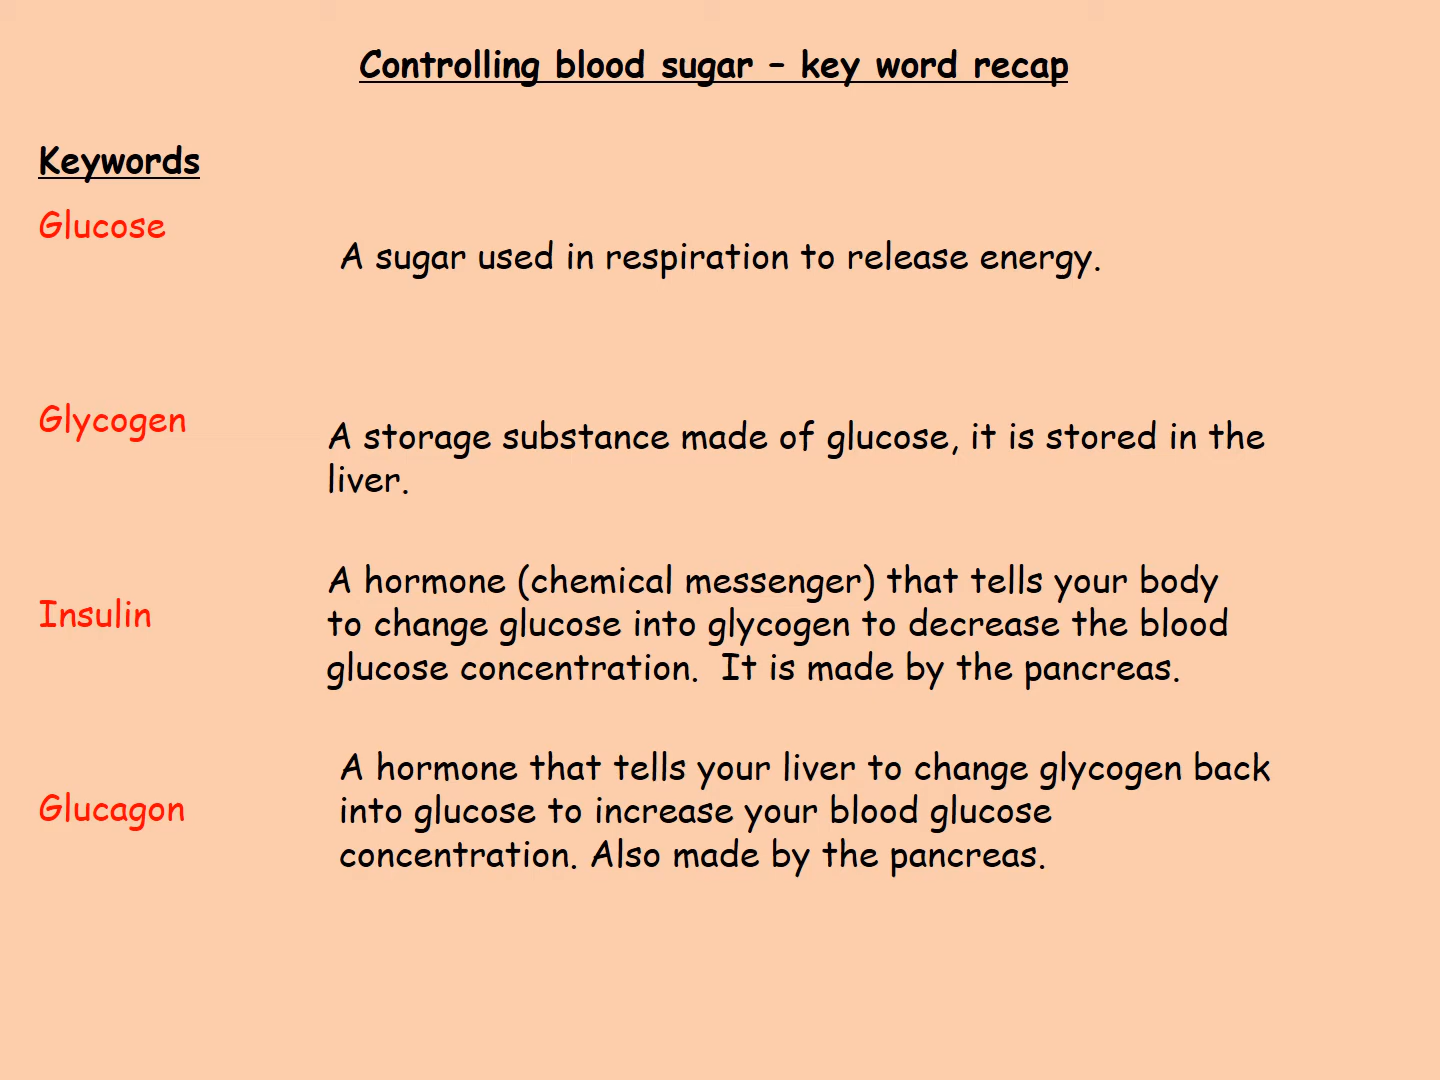 Controlling blood sugar – key word recap
Keywords
Glucose
A sugar used in respiration to release energy.
Glycogen
A storage substance made of glucose, it is stored in the
liver.
Insulin
A hormone (chemical messenger) that tells your body
to change glucose into glycogen to decrease the blood
glucose concentration.  It is made by the pancreas.
Glucagon
A hormone that tells your liver to change glycogen back
into glucose to increase your blood glucose
concentration. Also made by the pancreas.